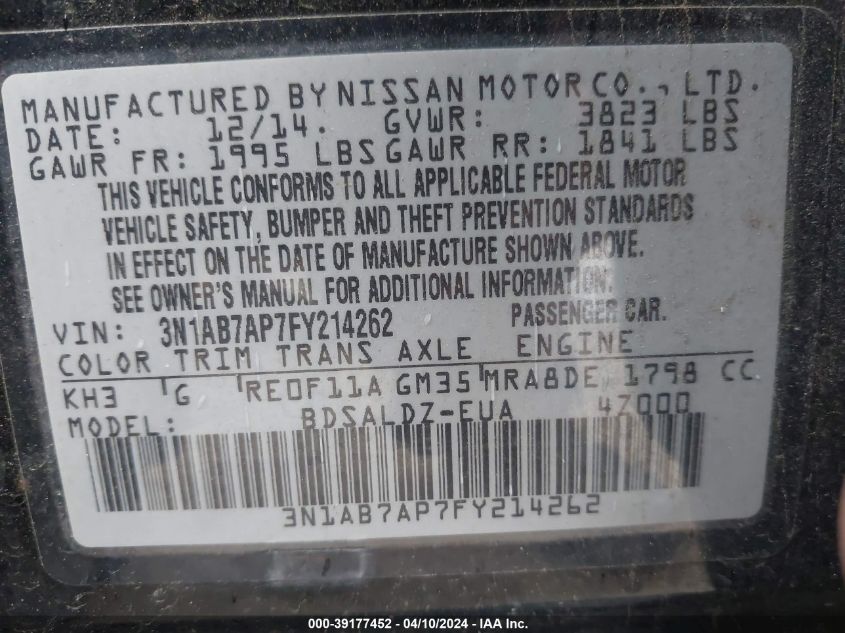 MANUFACTURED BY NISSAN MOTOR CO., LTD.
DATE: 12/14. GVWR: 3823 LBS
GAWR FR: 1995 LBS GAWR RR: 1841 LBS
THIS VEHICLE CONFORMS TO ALL APPLICABLE FEDERAL MOTOR
VEHICLE SAFETY, BUMPER AND THEFT PREVENTION STANDARDS
IN EFFECT ON THE DATE OF MANUFACTURE SHOWN ABOVE.
SEE OWNER'S MANUAL FOR ADDITIONAL INFORMATION.
VIN: 3N1AB7AP7FY214262 PASSENGER CAR.
COLOR TRIM TRANS AXLE ENGINE
KH3 G RE0F11A GM35 MRA8DE 1798 CC
MODEL: BDSALDZ-EUA 47000
3N1AB7AP7FY214262
000-39177452 / 04/10/2024 - IAA Inc.